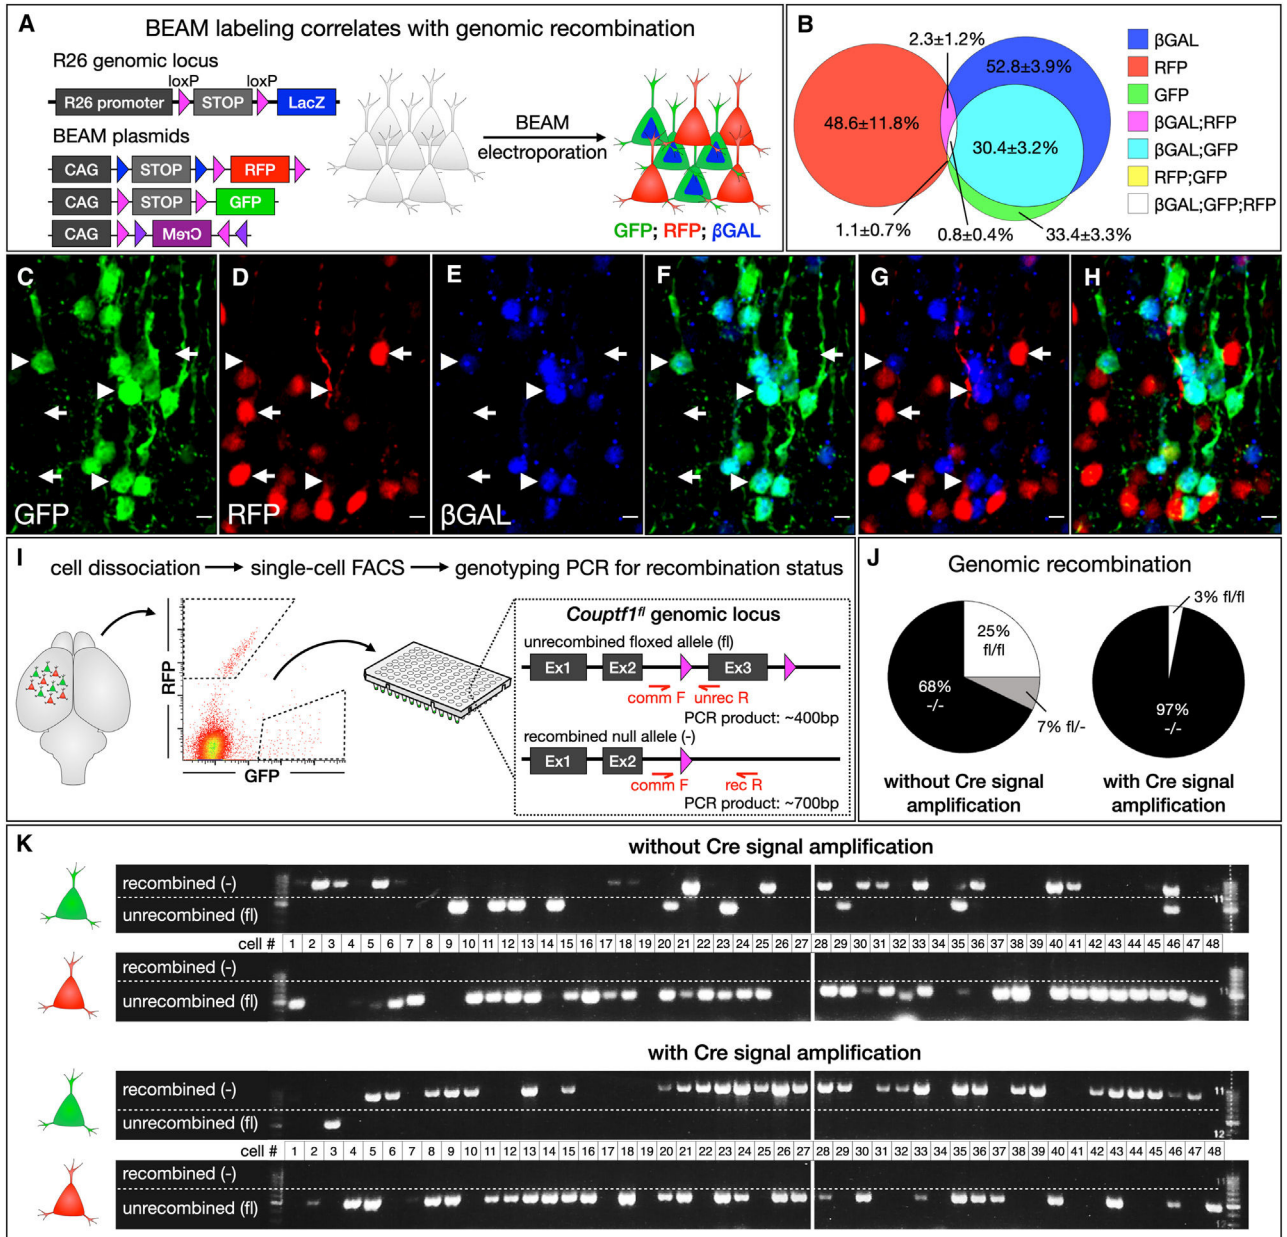 A
BEAM labeling correlates with genomic recombination
R26 genomic locus
loxP loxP
R26 promoter STOP LacZ
BEAM plasmids
CAG STOP RFP
CAG STOP GFP
CAG CreM
BEAM
electroporation
GFP; RFP; βGAL
B
2.3±1.2%
52.8±3.9%
48.6±11.8%
30.4±3.2%
1.1±0.7%
0.8±0.4%
33.4±3.3%
βGAL
RFP
GFP
βGAL;RFP
βGAL;GFP
RFP;GFP
βGAL;GFP;RFP
C D E F G H
GFP RFP βGAL
I
cell dissociation single-cell FACS genotyping PCR for recombination status
RFP
GFP
Couptf1fl genomic locus
unrecombined floxed allele (fl)
Ex1 Ex2 Ex3
comm F unrec R
PCR product: ~400bp
recombined null allele (-)
Ex1 Ex2
comm F rec R
PCR product: ~700bp
J
Genomic recombination
25%
fl/fl
68%
-/-
7% fl/-
without Cre signal
amplification
3% fl/fl
97%
-/-
with Cre signal
amplification
K
without Cre signal amplification
recombined (-)
unrecombined (fl)
11
cell # 1 2 3 4 5 6 7 8 9 10 11 12 13 14 15 16 17 18 19 20 21 22 23 24 25 26 27 28 29 30 31 32 33 34 35 36 37 38 39 40 41 42 43 44 45 46 47 48
recombined (-)
unrecombined (fl)
11
with Cre signal amplification
recombined (-)
11
unrecombined (fl)
12
cell # 1 2 3 4 5 6 7 8 9 10 11 12 13 14 15 16 17 18 19 20 21 22 23 24 25 26 27 28 29 30 31 32 33 34 35 36 37 38 39 40 41 42 43 44 45 46 47 48
recombined (-)
11
unrecombined (fl)
12